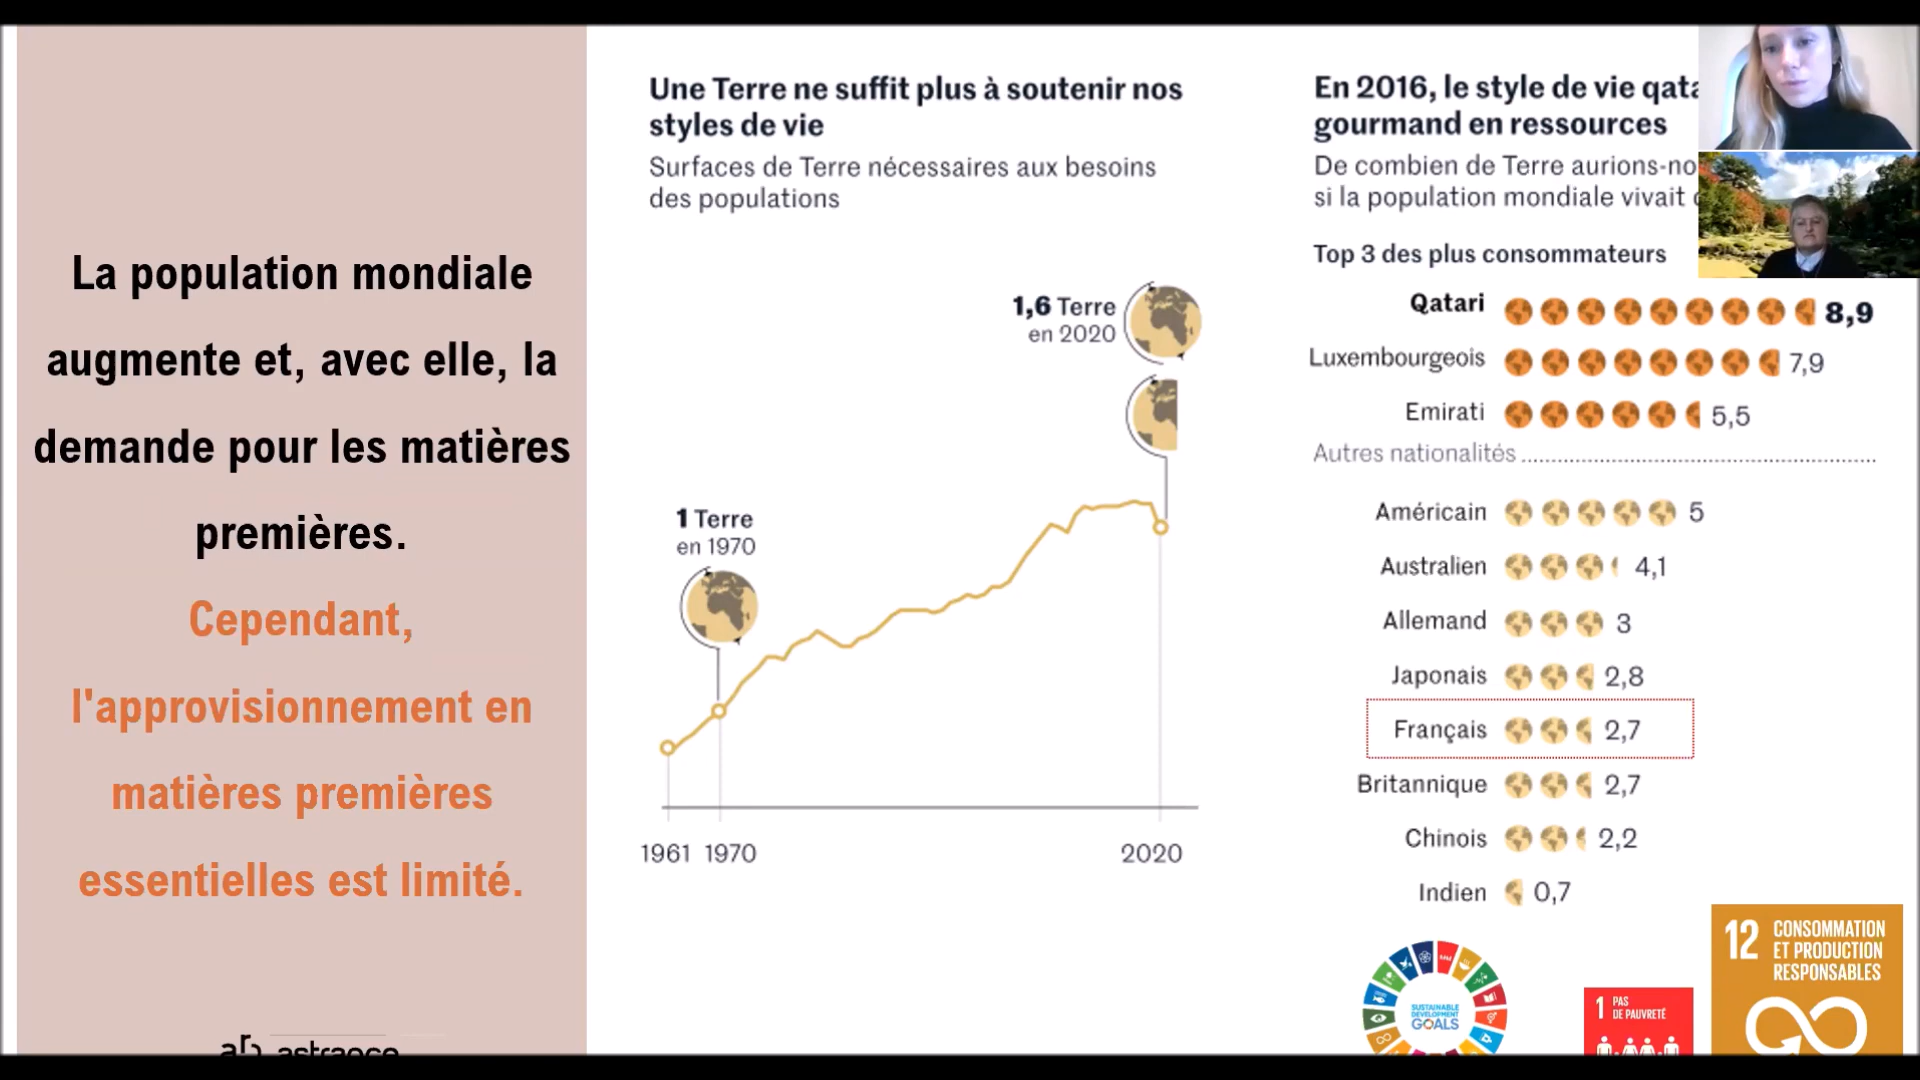 La population mondiale
augmente et, avec elle, la
demande pour les matières
premières.
Cependant,
l'approvisionnement en
matières premières
essentielles est limité.
Une Terre ne suffit plus à soutenir nos
styles de vie
Surfaces de Terre nécessaires aux besoins
des populations
1,6 Terre
en 2020
1 Terre
en 1970
1961 1970 2020
En 2016, le style de vie
gourmand en ressources
De combien de Terre
si la population mondiale vivait
Top 3 des plus consommateurs
Qatari 8,9
Luxembourgeois 7,9
Emirati 5,5
Autres nationalités
Américain 5
Australien 4,1
Allemand 3
Japonais 2,8
Français 2,7
Britannique 2,7
Chinois 2,2
Indien 0,7
SUSTAINABLE
DEVELOPMENT
GOALS
1 PAS
DE PAUVRETÉ
12 CONSOMMATION
ET PRODUCTION
RESPONSABLES